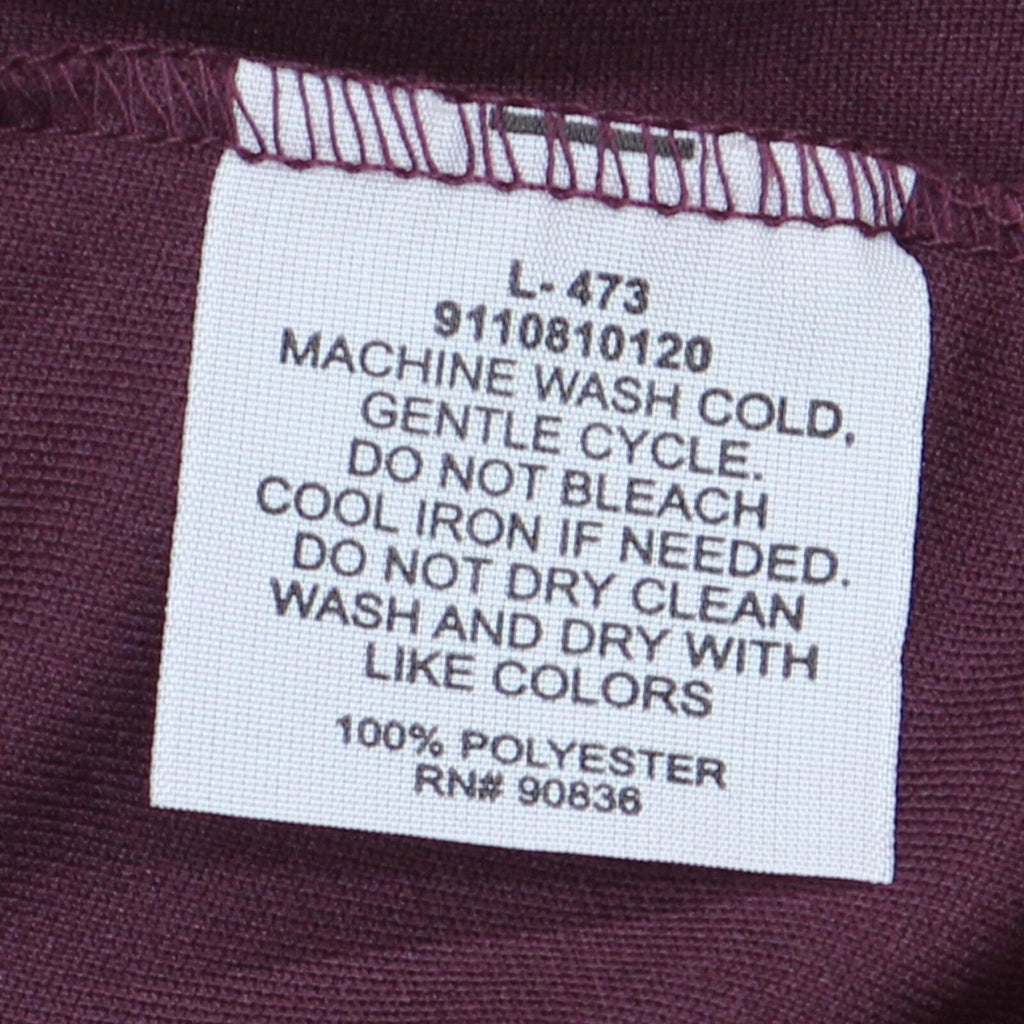 L- 473
9110810120
MACHINE WASH COLD,
GENTLE CYCLE.
DO NOT BLEACH
COOL IRON IF NEEDED.
DO NOT DRY CLEAN
WASH AND DRY WITH
LIKE COLORS
100% POLYESTER
RN# 90836